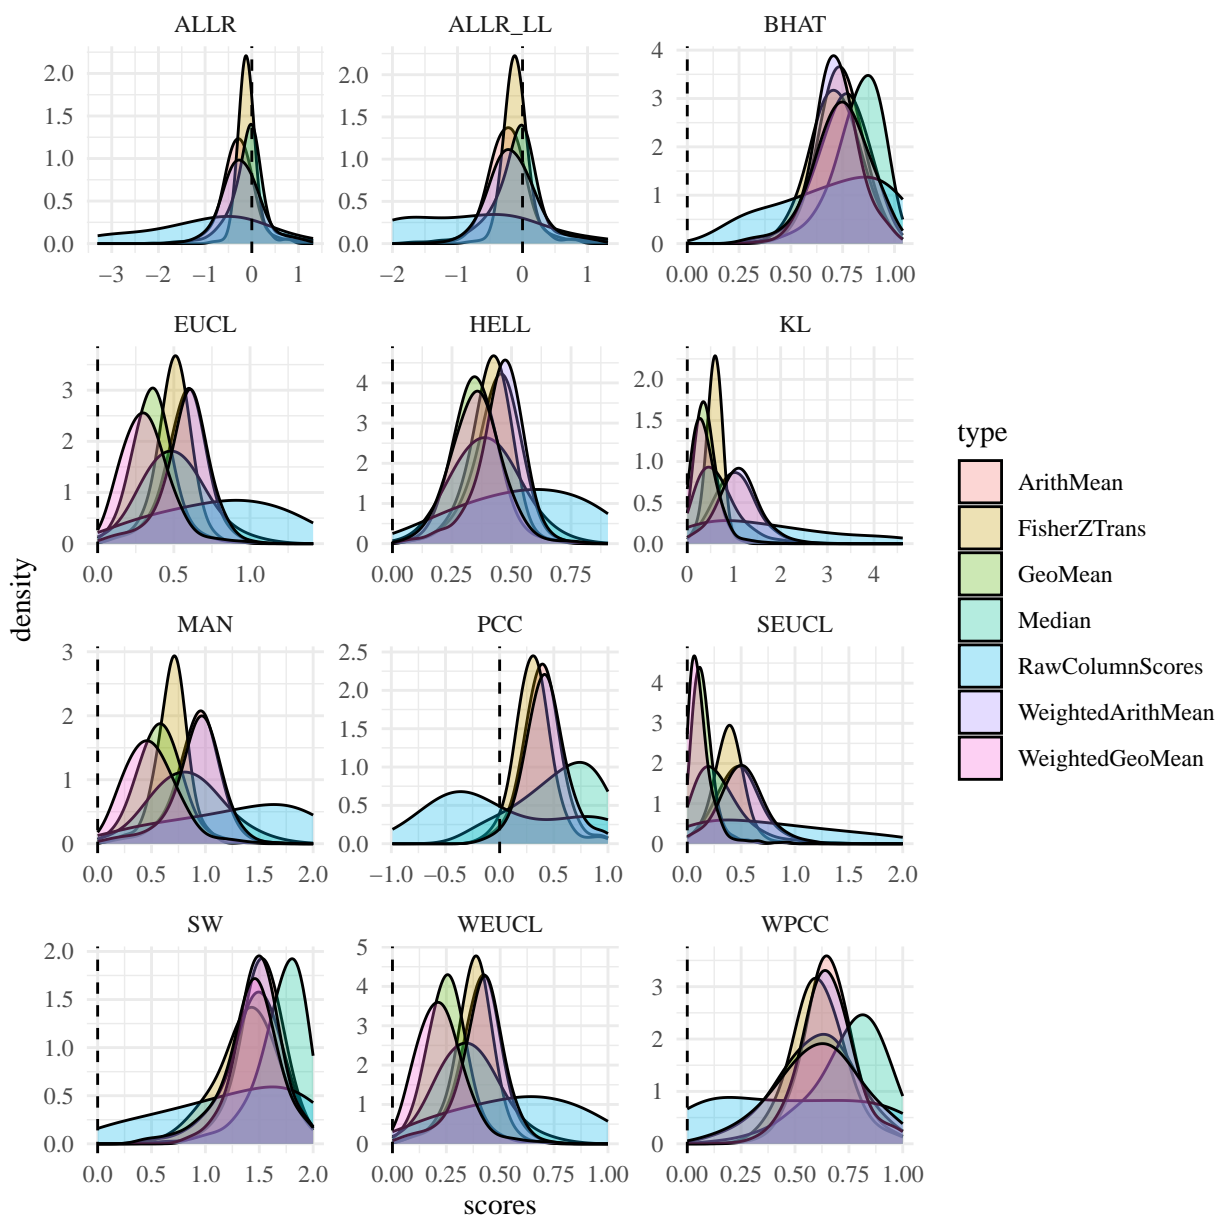 ALLR ALLR_LL BHAT
2.0 1.5 1.0 0.5 0.0
−3 −2 −1 0 1
2.0 1.5 1.0 0.5 0.0
−2 −1 0 1
4 3 2 1 0
0.00 0.25 0.50 0.75 1.00
EUCL HELL KL
3 2 1 0
0.0 0.5 1.0
4 3 2 1 0
0.00 0.25 0.50 0.75
2.0 1.5 1.0 0.5 0.0
0 1 2 3 4
density
MAN PCC SEUCL
3 2 1 0
0.0 0.5 1.0 1.5 2.0
2.5 2.0 1.5 1.0 0.5 0.0
−1.0 −0.5 0.0 0.5 1.0
4 3 2 1 0
0.0 0.5 1.0 1.5 2.0
SW WEUCL WPCC
2.0 1.5 1.0 0.5 0.0
0.0 0.5 1.0 1.5 2.0
5 4 3 2 1 0
0.00 0.25 0.50 0.75 1.00
3 2 1 0
0.00 0.25 0.50 0.75 1.00
scores
type
ArithMean
FisherZTrans
GeoMean
Median
RawColumnScores
WeightedArithMean
WeightedGeoMean